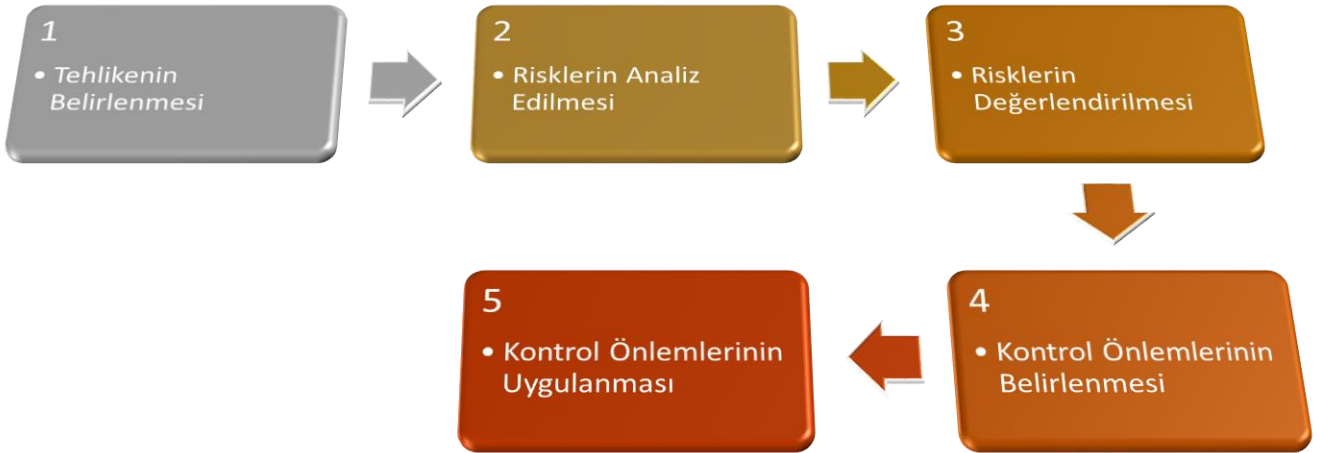 1
• Tehlikenin
Belirlenmesi
2
• Risklerin Analiz
Edilmesi
3
• Risklerin
Değerlendirilmesi
4
• Kontrol Önlemlerinin
Belirlenmesi
5
• Kontrol Önlemlerinin
Uygulanması